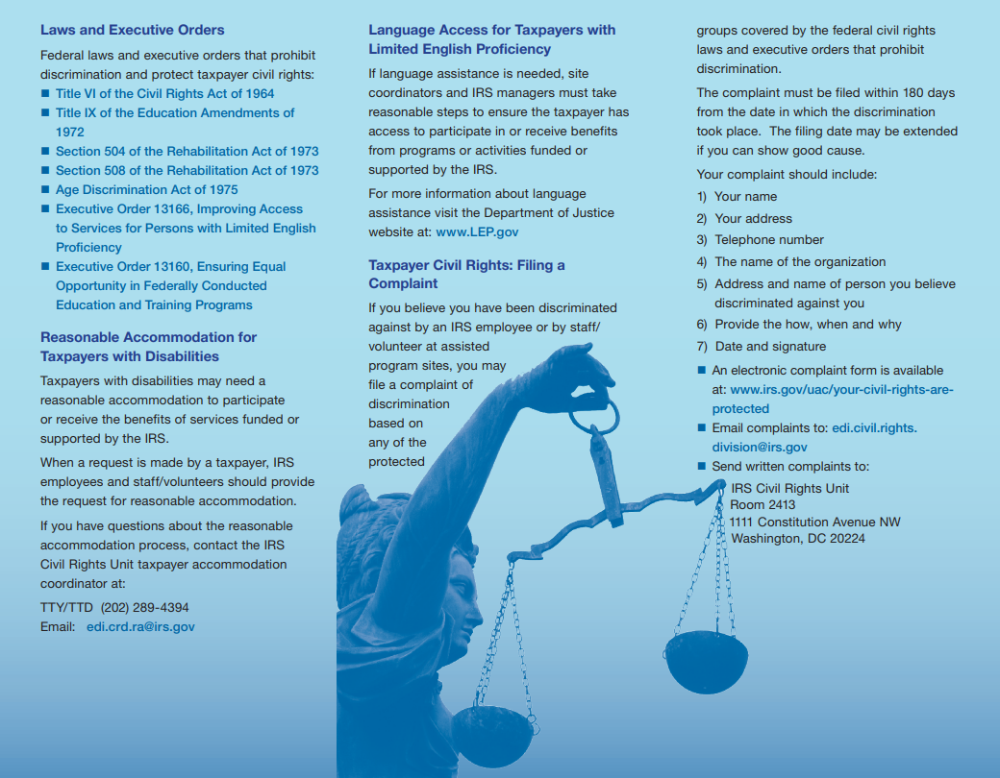 Laws and Executive Orders
Federal laws and executive orders that prohibit
discrimination and protect taxpayer civil rights:
■ Title VI of the Civil Rights Act of 1964
■ Title IX of the Education Amendments of
1972
■ Section 504 of the Rehabilitation Act of 1973
■ Section 508 of the Rehabilitation Act of 1973
■ Age Discrimination Act of 1975
■ Executive Order 13166, Improving Access
to Services for Persons with Limited English
Proficiency
■ Executive Order 13160, Ensuring Equal
Opportunity in Federally Conducted
Education and Training Programs
Reasonable Accommodation for
Taxpayers with Disabilities
Taxpayers with disabilities may need a
reasonable accommodation to participate
or receive the benefits of services funded or
supported by the IRS.
When a request is made by a taxpayer, IRS
employees and staff/volunteers should provide
the request for reasonable accommodation.
If you have questions about the reasonable
accommodation process, contact the IRS
Civil Rights Unit taxpayer accommodation
coordinator at:
TTY/TTD (202) 289-4394
Email: edi.crd.ra@irs.gov
Language Access for Taxpayers with
Limited English Proficiency
If language assistance is needed, site
coordinators and IRS managers must take
reasonable steps to ensure the taxpayer has
access to participate in or receive benefits
from programs or activities funded or
supported by the IRS.
For more information about language
assistance visit the Department of Justice
website at: www.LEP.gov
Taxpayer Civil Rights: Filing a
Complaint
If you believe you have been discriminated
against by an IRS employee or by staff/
volunteer at assisted
program sites, you may
file a complaint of
discrimination
based on
any of the
protected
groups covered by the federal civil rights
laws and executive orders that prohibit
discrimination.
The complaint must be filed within 180 days
from the date in which the discrimination
took place. The filing date may be extended
if you can show good cause.
Your complaint should include:
1) Your name
2) Your address
3) Telephone number
4) The name of the organization
5) Address and name of person you believe
discriminated against you
6) Provide the how, when and why
7) Date and signature
■ An electronic complaint form is available
at: www.irs.gov/uac/your-civil-rights-are-
protected
■ Email complaints to: edi.civil.rights.
division@irs.gov
■ Send written complaints to:
IRS Civil Rights Unit
Room 2413
1111 Constitution Avenue NW
Washington, DC 20224